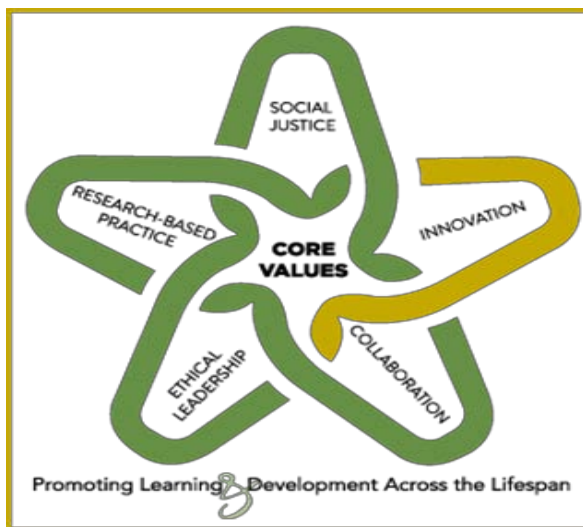 SOCIAL
JUSTICE
RESEARCH-BASED
PRACTICE
INNOVATION
CORE
VALUES
ETHICAL
LEADERSHIP
COLLABORATION
Promoting Learning & Development Across the Lifespan